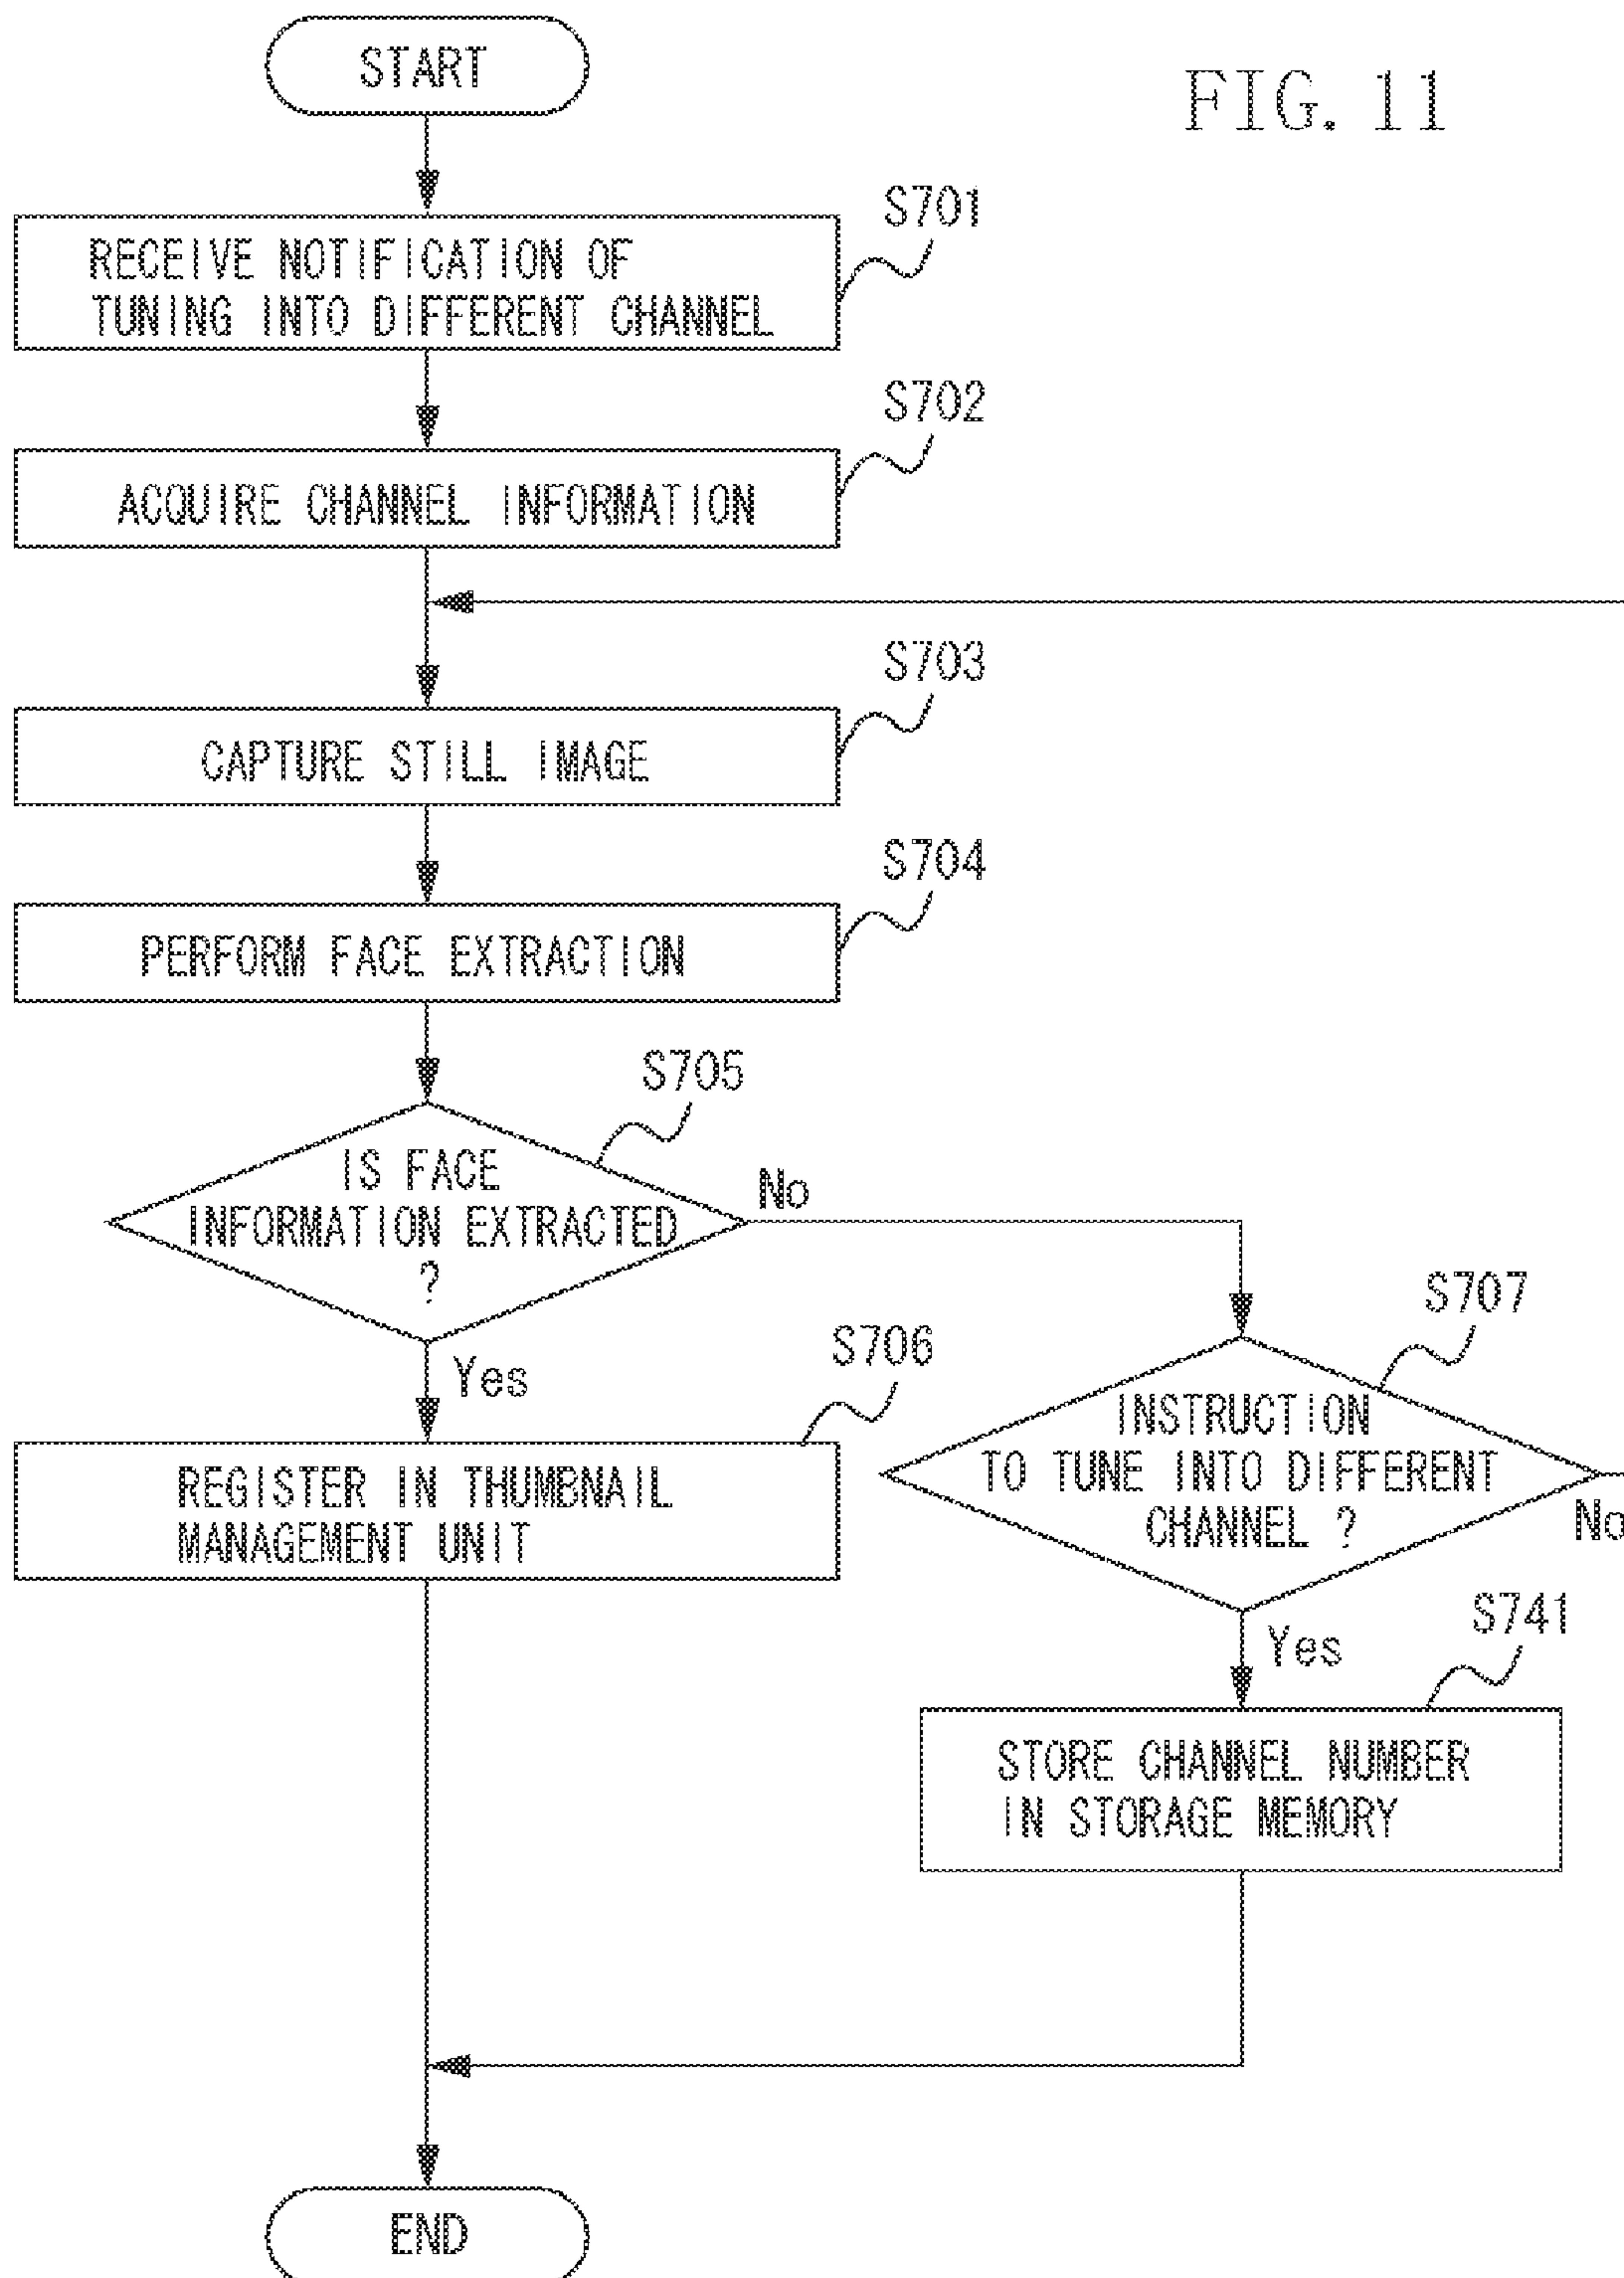 START
FIG. 11
S701
RECEIVE NOTIFICATION OF
TUNING INTO DIFFERENT CHANNEL
S702
ACQUIRE CHANNEL INFORMATION
S703
CAPTURE STILL IMAGE
S704
PERFORM FACE EXTRACTION
S705
IS FACE
INFORMATION EXTRACTED
?
No
Yes
S706
REGISTER IN THUMBNAIL
MANAGEMENT UNIT
S707
INSTRUCTION
TO TUNE INTO DIFFERENT
CHANNEL ?
No
Yes
S741
STORE CHANNEL NUMBER
IN STORAGE MEMORY
END